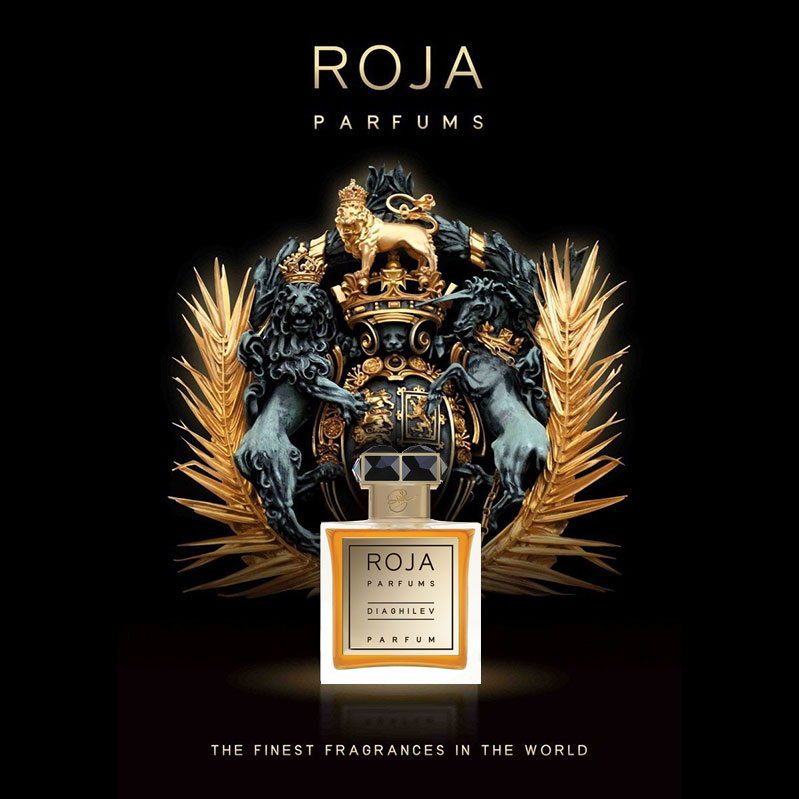 ROJA
PARFUMS
ROJA
PARFUMS
DIAGHILEV
PARFUM
THE FINEST FRAGRANCES IN THE WORLD